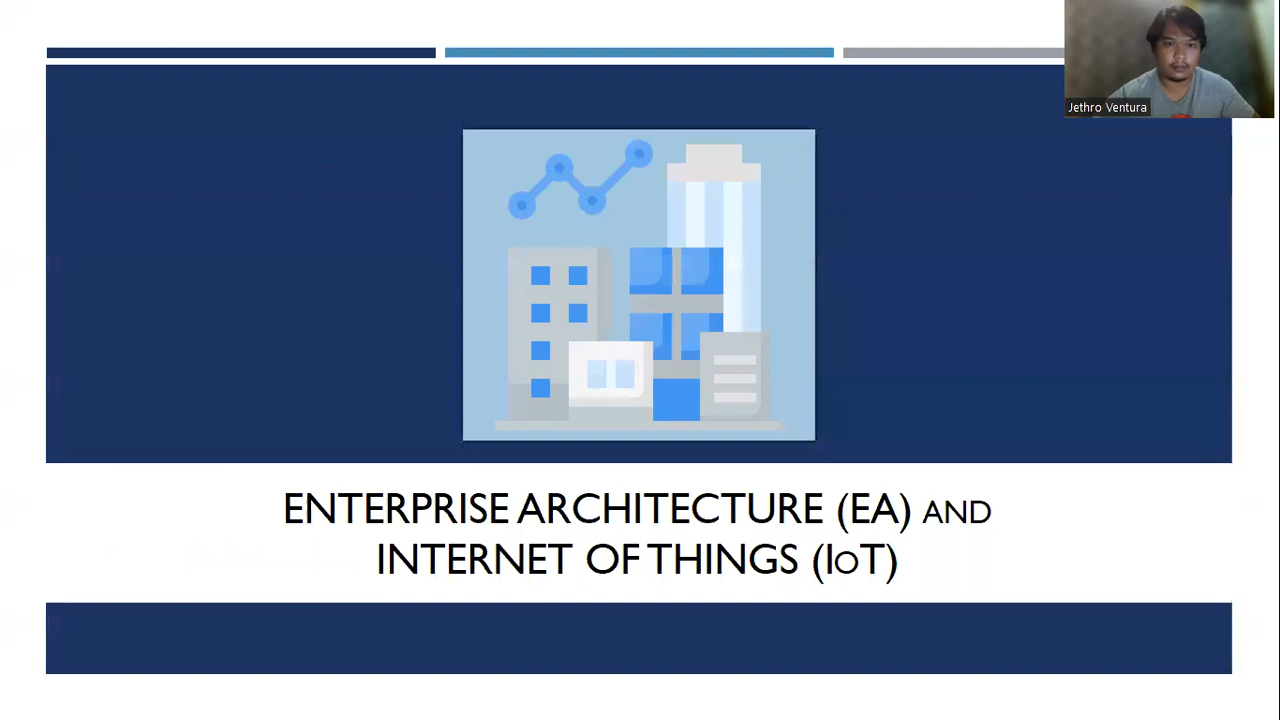 Jethro Ventura
ENTERPRISE ARCHITECTURE (EA) AND
INTERNET OF THINGS (IoT)